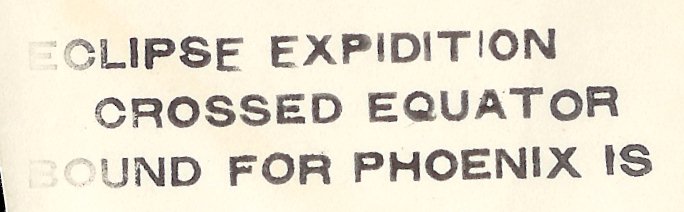 ECLIPSE EXPIDITION
CROSSED EQUATOR
BOUND FOR PHOENIX IS